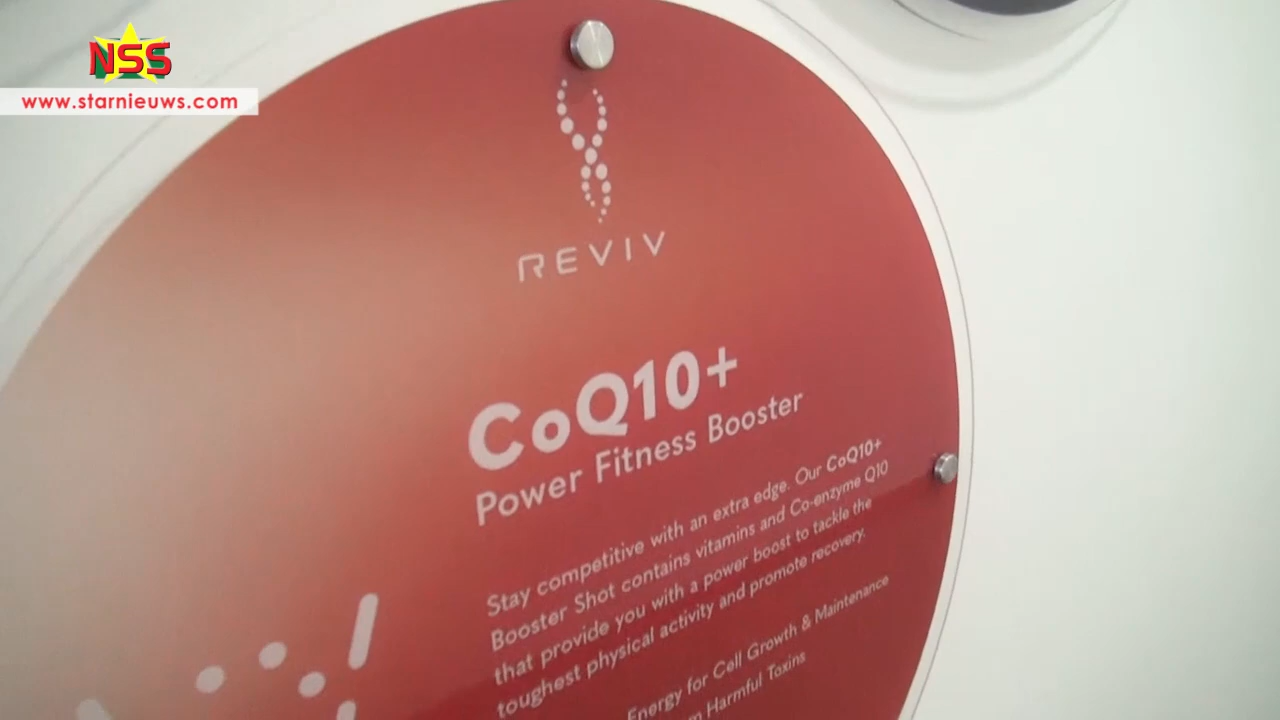 NSS
www.starnieuws.com
REVIV
CoQ10+
Power Fitness Booster
Stay competitive with an extra edge. Our CoQ10+
Booster Shot contains vitamins and Co-enzyme Q10
that provide you with a power boost to tackle the
toughest physical activity and promote recovery.
Energy for Cell Growth & Maintenance
Harmful Toxins